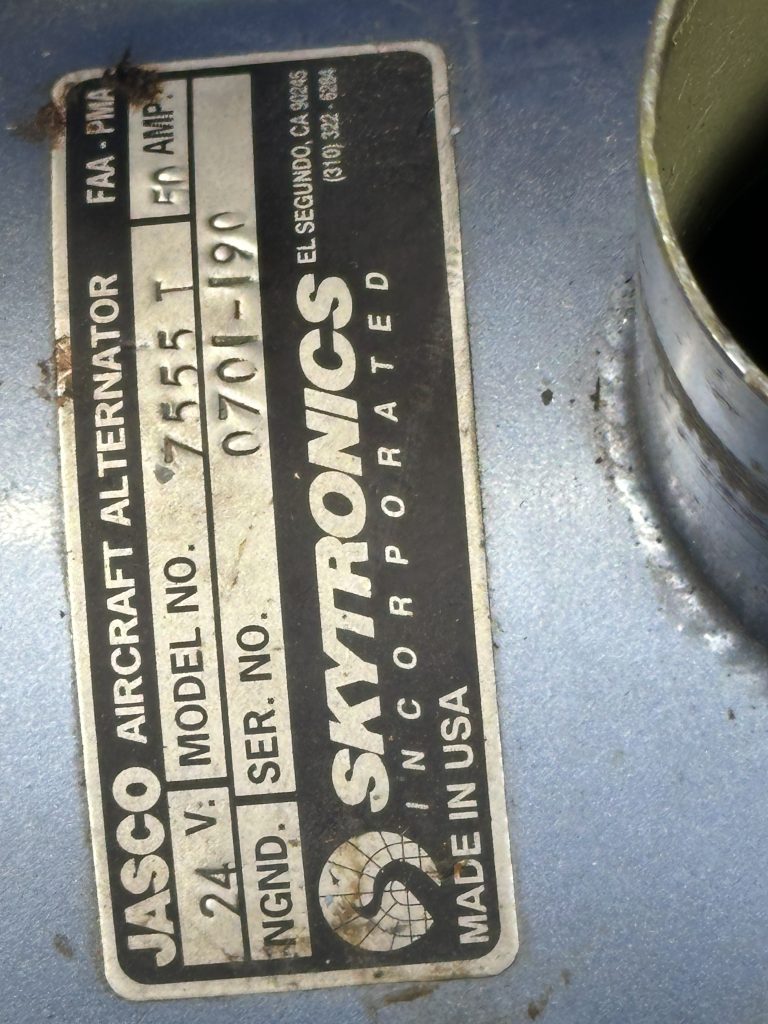 JASCO AIRCRAFT ALTERNATOR FAA - PMA
24 V. MODEL NO. 7555 T 50 AMP.
NGND. SER. NO. 0701-190
SKYTRONICS EL SEGUNDO, CA 90245
(310) 322 - 6284
INCORPORATED
MADE IN USA